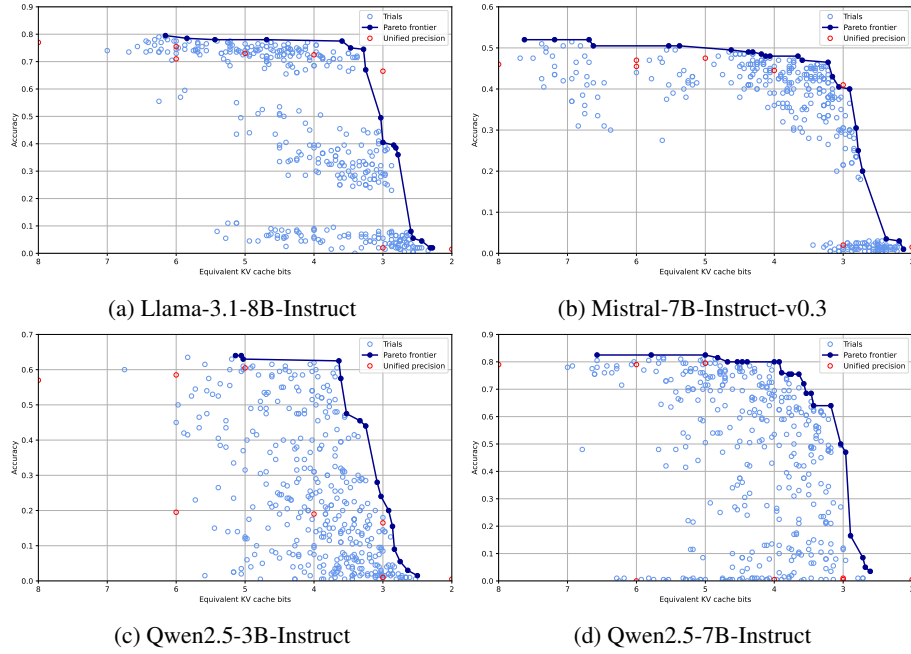 0.9
0.8
0.7
0.6
0.5
0.4
0.3
0.2
0.1
0.0
Accuracy
Trials
Pareto frontier
Unified precision
8 7 6 5 4 3 2
Equivalent KV cache bits
(a) Llama-3.1-8B-Instruct
0.6
0.5
0.4
0.3
0.2
0.1
0.0
Accuracy
Trials
Pareto frontier
Unified precision
8 7 6 5 4 3 2
Equivalent KV cache bits
(b) Mistral-7B-Instruct-v0.3
0.7
0.6
0.5
0.4
0.3
0.2
0.1
0.0
Accuracy
Trials
Pareto frontier
Unified precision
8 7 6 5 4 3 2
Equivalent KV cache bits
(c) Qwen2.5-3B-Instruct
0.9
0.8
0.7
0.6
0.5
0.4
0.3
0.2
0.1
0.0
Accuracy
Trials
Pareto frontier
Unified precision
8 7 6 5 4 3 2
Equivalent KV cache bits
(d) Qwen2.5-7B-Instruct